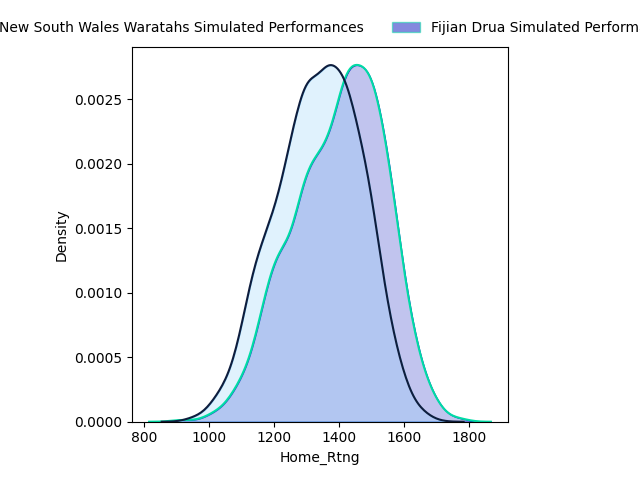 New South Wales Waratahs Simulated Performances Fijian Drua Simulated Perform
Density
0.0025
0.0020
0.0015
0.0010
0.0005
0.0000
800 1000 1200 1400 1600 1800
Home_Rtng